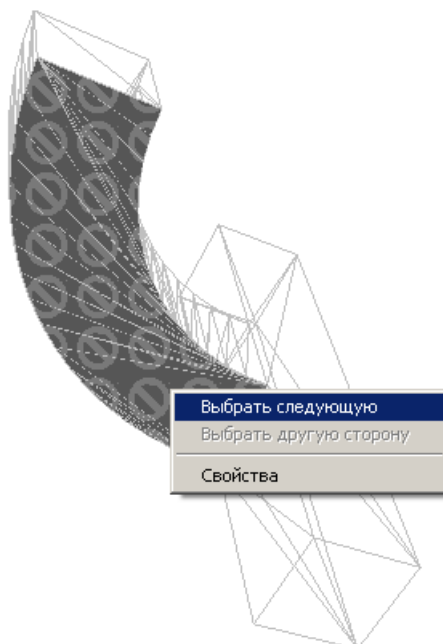 Выбрать следующую
Выбрать другую сторону
Свойства